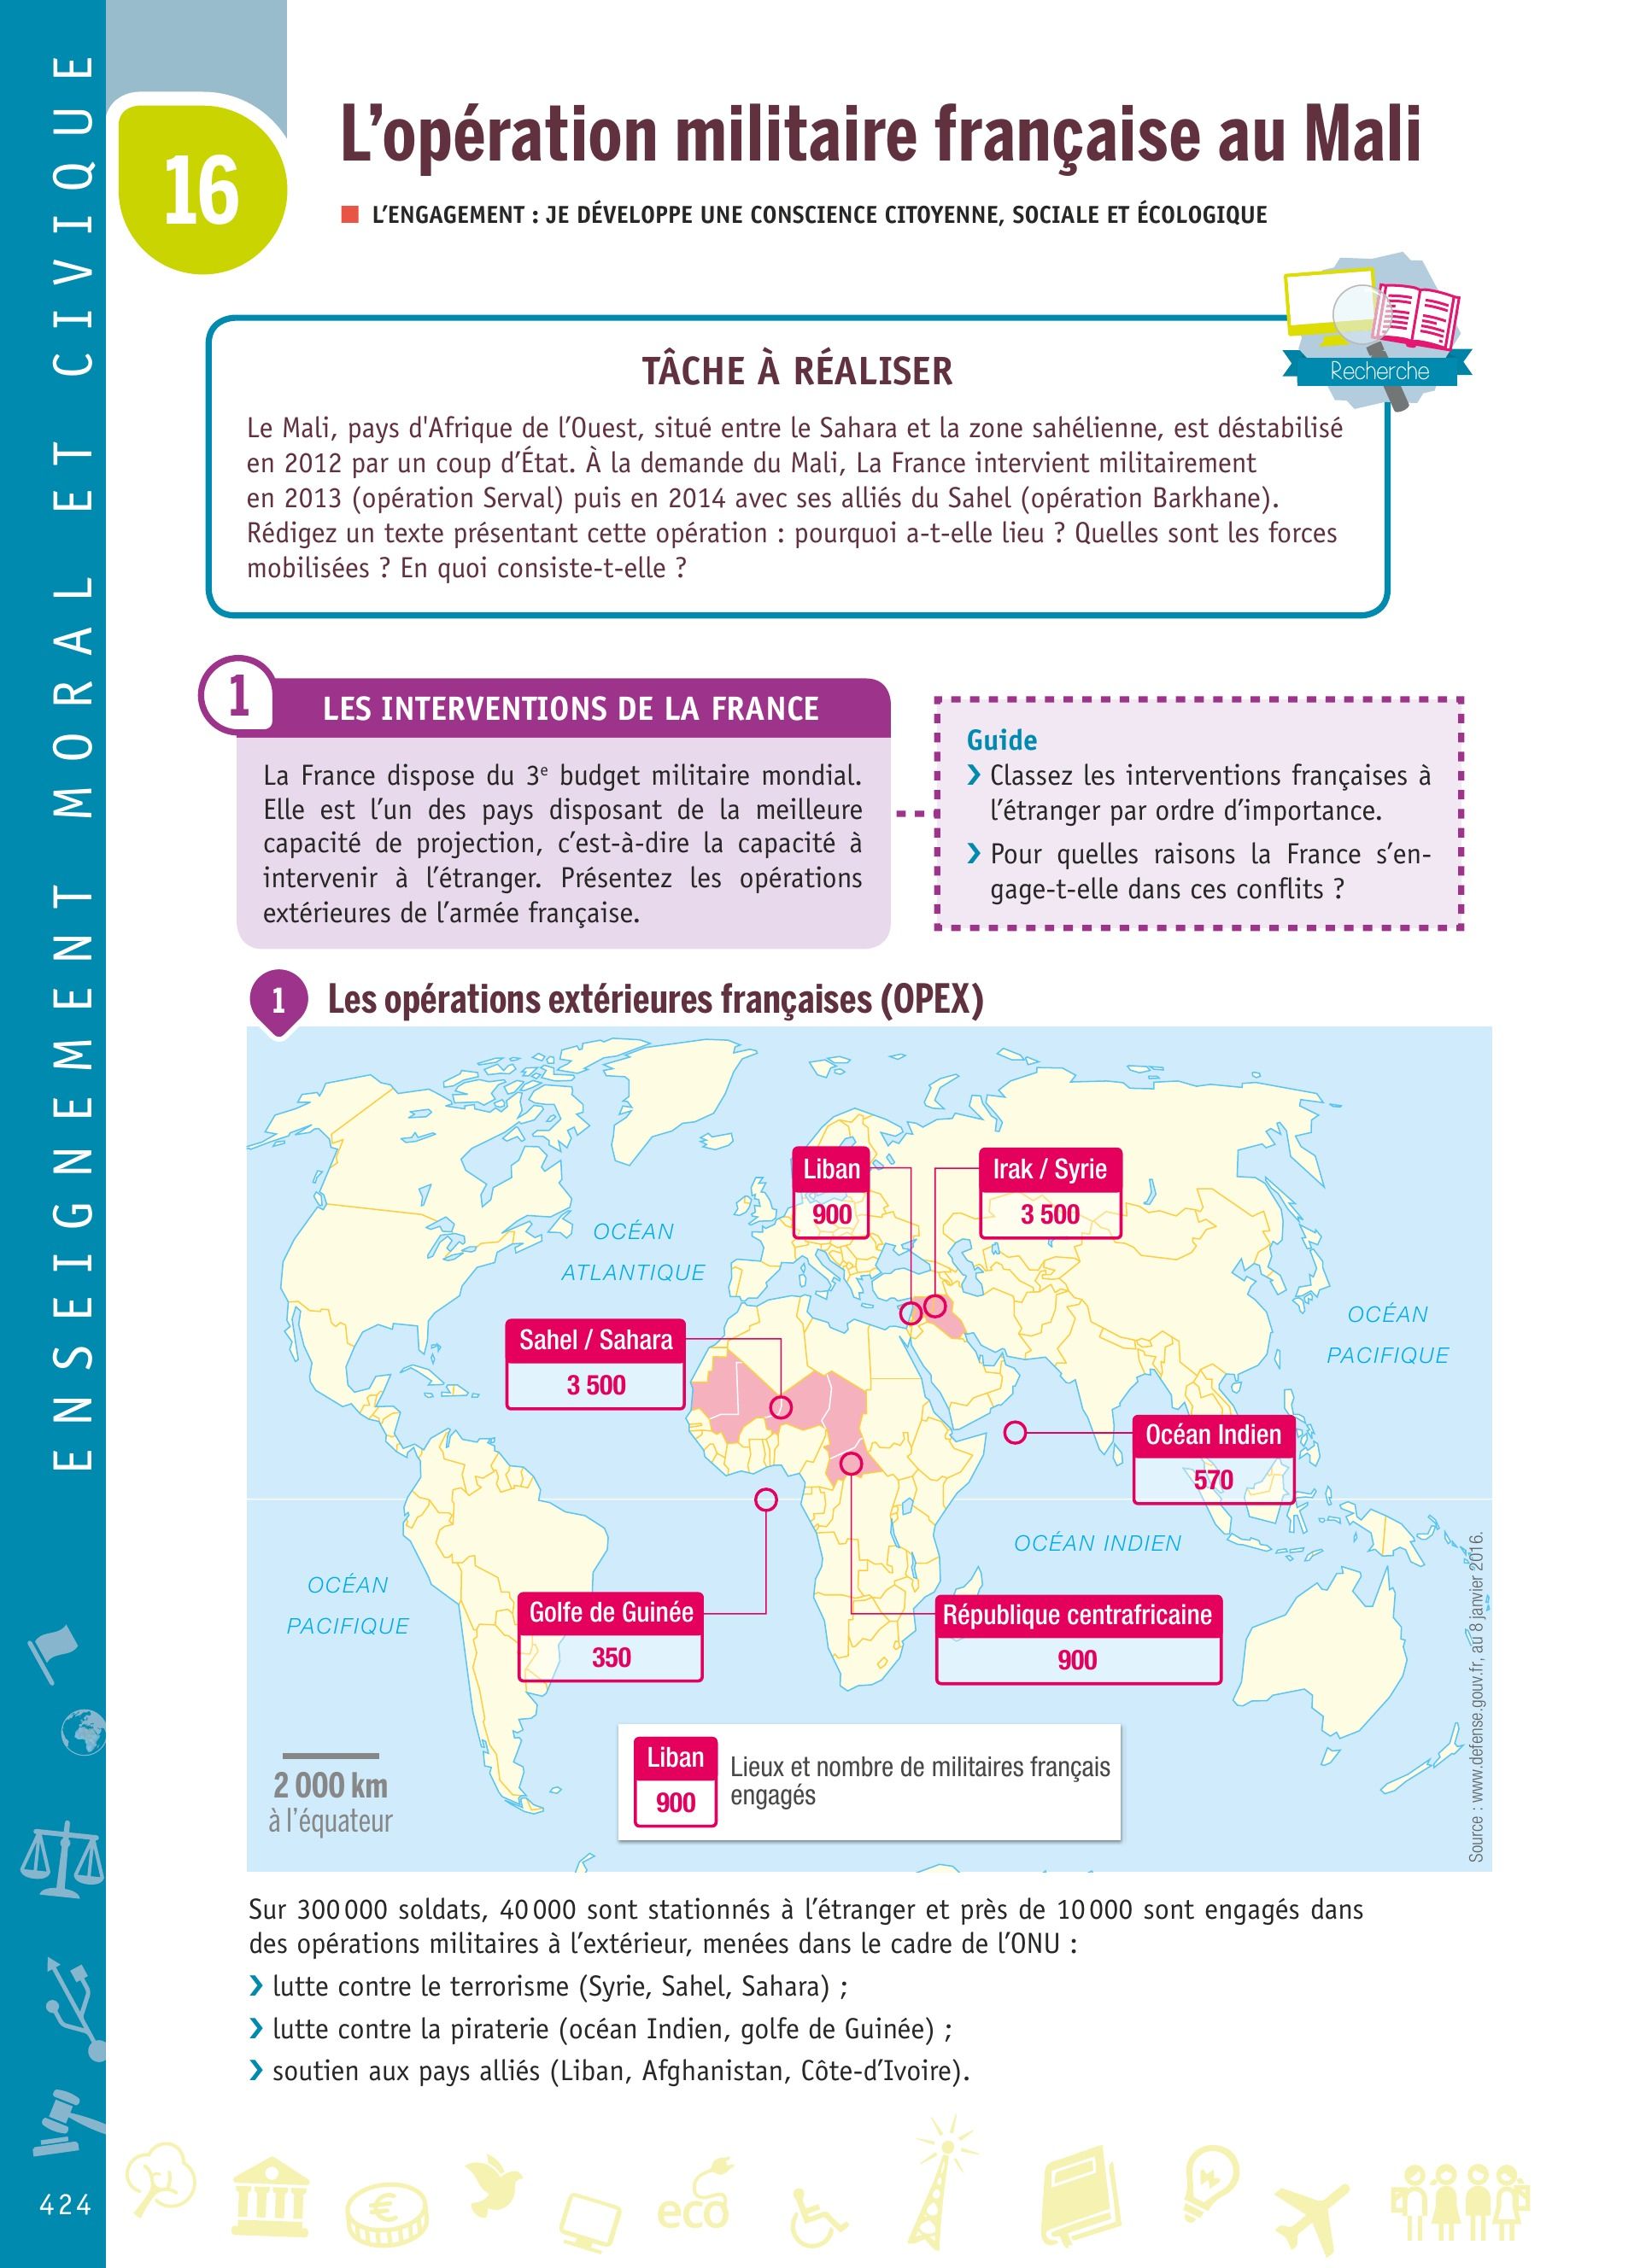 ENSEIGNEMENT MORAL ET CIVIQUE
16
L’opération militaire française au Mali
L’ENGAGEMENT : JE DÉVELOPPE UNE CONSCIENCE CITOYENNE, SOCIALE ET ÉCOLOGIQUE
Recherche
TÂCHE À RÉALISER
Le Mali, pays d'Afrique de l’Ouest, situé entre le Sahara et la zone sahélienne, est déstabilisé
en 2012 par un coup d’État. À la demande du Mali, La France intervient militairement
en 2013 (opération Serval) puis en 2014 avec ses alliés du Sahel (opération Barkhane).
Rédigez un texte présentant cette opération : pourquoi a-t-elle lieu ? Quelles sont les forces
mobilisées ? En quoi consiste-t-elle ?
1
LES INTERVENTIONS DE LA FRANCE
La France dispose du 3e budget militaire mondial.
Elle est l’un des pays disposant de la meilleure
capacité de projection, c’est-à-dire la capacité à
intervenir à l’étranger. Présentez les opérations
extérieures de l’armée française.
Guide
› Classez les interventions françaises à
l’étranger par ordre d’importance.
› Pour quelles raisons la France s’en-
gage-t-elle dans ces conflits ?
1
Les opérations extérieures françaises (OPEX)
Liban
900
Irak / Syrie
3 500
OCÉAN
ATLANTIQUE
OCÉAN
PACIFIQUE
Sahel / Sahara
3 500
Océan Indien
570
OCÉAN INDIEN
OCÉAN
PACIFIQUE
Golfe de Guinée
350
République centrafricaine
900
2 000 km
à l’équateur
Liban
900
Lieux et nombre de militaires français
engagés
Source : www.defense.gouv.fr, au 8 janvier 2016.
Sur 300 000 soldats, 40 000 sont stationnés à l’étranger et près de 10 000 sont engagés dans
des opérations militaires à l’extérieur, menées dans le cadre de l’ONU :
› lutte contre le terrorisme (Syrie, Sahel, Sahara) ;
› lutte contre la piraterie (océan Indien, golfe de Guinée) ;
› soutien aux pays alliés (Liban, Afghanistan, Côte-d’Ivoire).
€
eco
424